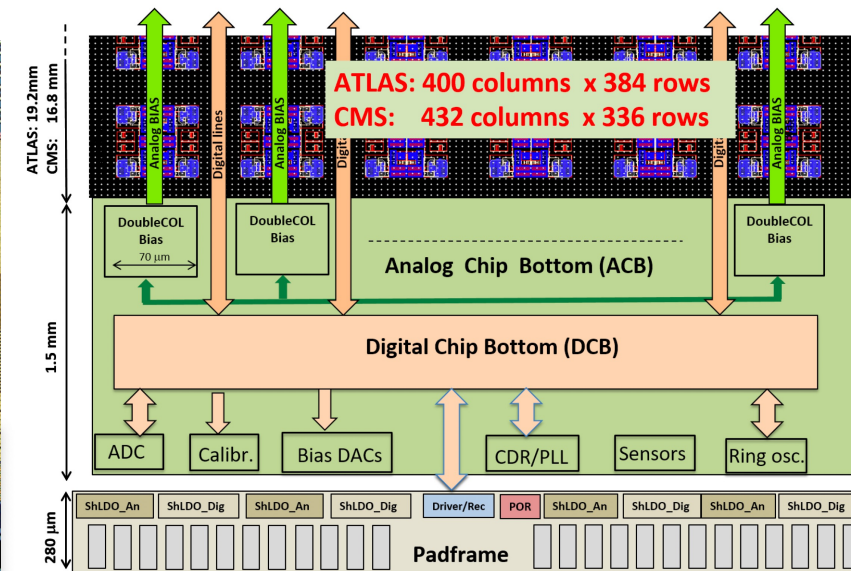 ATLAS: 19.2mm
CMS: 16.8 mm
Analog BIAS
Digital lines
Analog BIAS
Analog BIAS
ATLAS: 400 columns x 384 rows
CMS: 432 columns x 336 rows
DoubleCOL
Bias
70 µm
DoubleCOL
Bias
DoubleCOL
Bias
Analog Chip Bottom (ACB)
1.5 mm
Digital Chip Bottom (DCB)
ADC
Calibr.
Bias DACs
CDR/PLL
Sensors
Ring osc.
280 µm
ShLDO_An
ShLDO_Dig
ShLDO_An
ShLDO_Dig
Driver/Rec
POR
ShLDO_An
ShLDO_Dig
ShLDO_An
ShLDO_Dig
Padframe